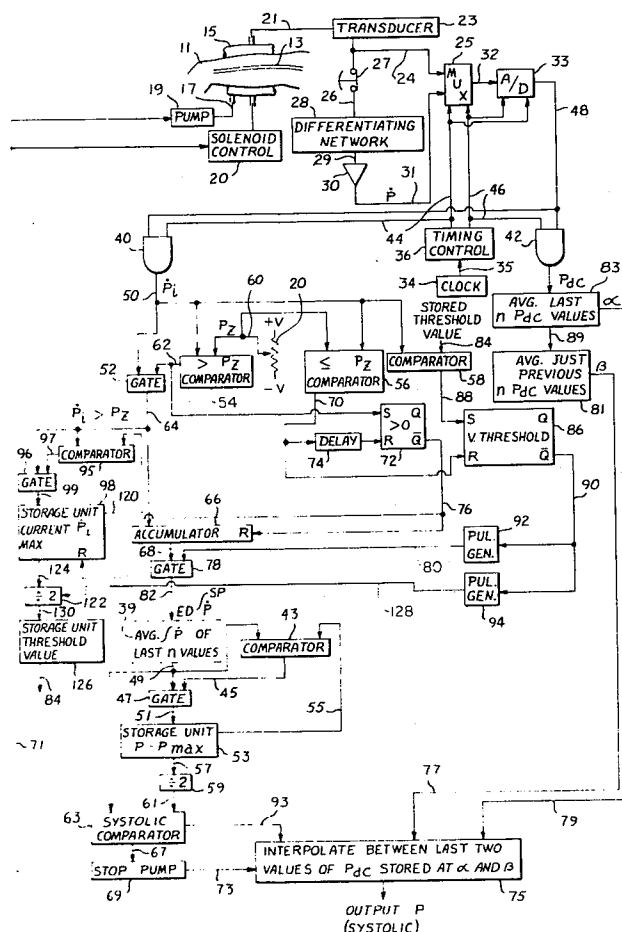 21
TRANSDUCER
23
15
11
13
25
32
33
27
24
MUX
A/D
26
17
19
PUMP
28
DIFFERENTIATING NETWORK
48
SOLENOID CONTROL
29
31
20
30
Ṗ
46
40
44
TIMING CONTROL
42
36
50
Ṗi
35
PDC
34
CLOCK
83
60
20
STORED THRESHOLD VALUE
AVG. LAST n PDC VALUES
α
+V
62
PZ
84
89
52
GATE
> PZ COMPARATOR
≤ PZ COMPARATOR
COMPARATOR
AVG. JUST PREVIOUS n PDC VALUES
β
-V
56
58
54
70
88
81
64
S Q
>0
R Q̄
S Q
V. THRESHOLD
R Q̄
86
Ṗi > PZ
97
96
COMPARATOR
DELAY
74
72
95
GATE
99
98
90
STORAGE UNIT CURRENT Ṗi MAX
R
120
66
76
92
ACCUMULATOR R
PUL. GEN.
68
124
GATE
78
80
÷ 2
82
PUL. GEN.
122
130
128
94
STORAGE UNIT THRESHOLD VALUE
39
ΣD ∫SP Ṗ
43
AVG. ∫Ṗ OF LAST n VALUES
COMPARATOR
126
49
84
47
GATE
45
55
51
71
STORAGE UNIT P - P max
53
57
77
÷2
59
79
61
93
63
SYSTOLIC COMPARATOR
67
INTERPOLATE BETWEEN LAST TWO VALUES OF PDC STORED AT α AND β
STOP PUMP
73
75
69
OUTPUT P (SYSTOLIC)